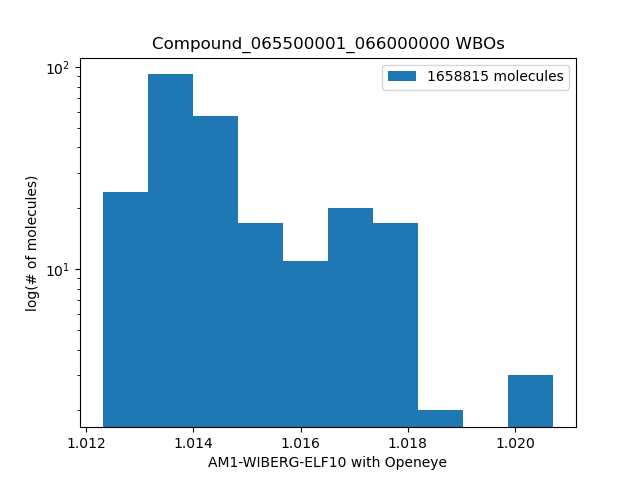 Compound_065500001_066000000 WBOs
1658815 molecules
10²
10¹
log(# of molecules)
1.012 1.014 1.016 1.018 1.020
AM1-WIBERG-ELF10 with Openeye